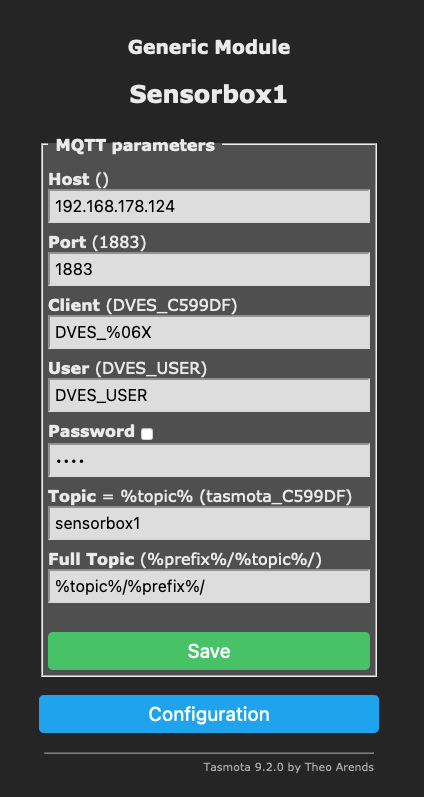 Generic Module
Sensorbox1
MQTT parameters
Host ()
192.168.178.124
Port (1883)
1883
Client (DVES_C599DF)
DVES_%06X
User (DVES_USER)
DVES_USER
Password
••••
Topic = %topic% (tasmota_C599DF)
sensorbox1
Full Topic (%prefix%/%topic%/)
%topic%/%prefix%/
Save
Configuration
Tasmota 9.2.0 by Theo Arends